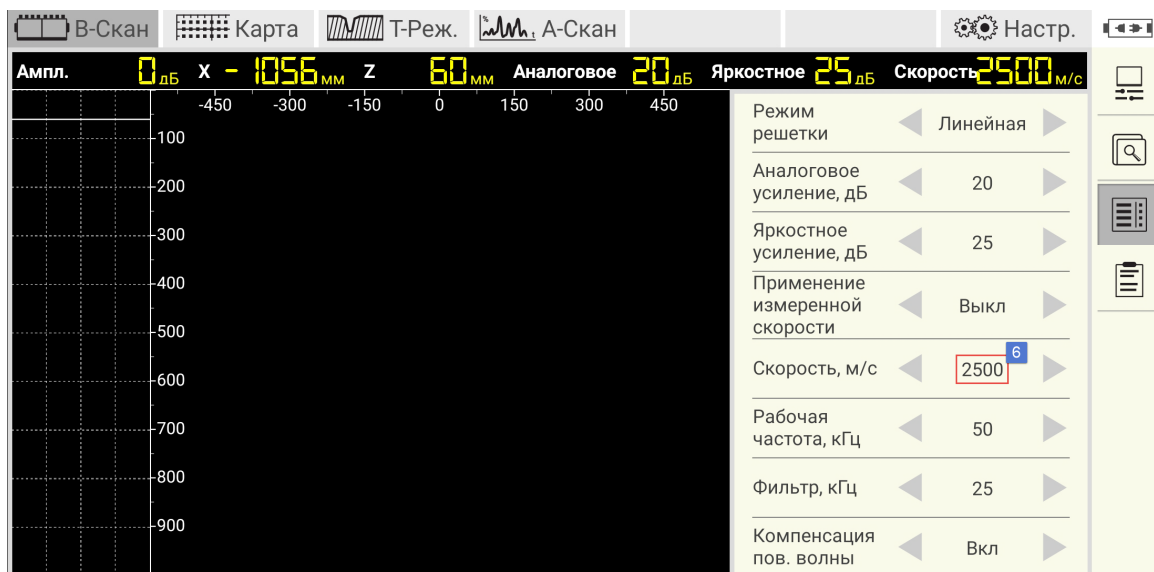 В-Скан
Карта
Т-Реж.
А-Скан
Настр.
Ампл. 0 дБ X - 1056 мм Z 60 мм Аналоговое 20 дБ Яркостное 25 дБ Скорость 2500 м/с
-450 -300 -150 0 150 300 450
-100
-200
-300
-400
-500
-600
-700
-800
-900
Режим
решетки
Линейная
Аналоговое
усиление, дБ
20
Яркостное
усиление, дБ
25
Применение
измеренной
скорости
Выкл
Скорость, м/с
2500
6
Рабочая
частота, кГц
50
Фильтр, кГц
25
Компенсация
пов. волны
Вкл